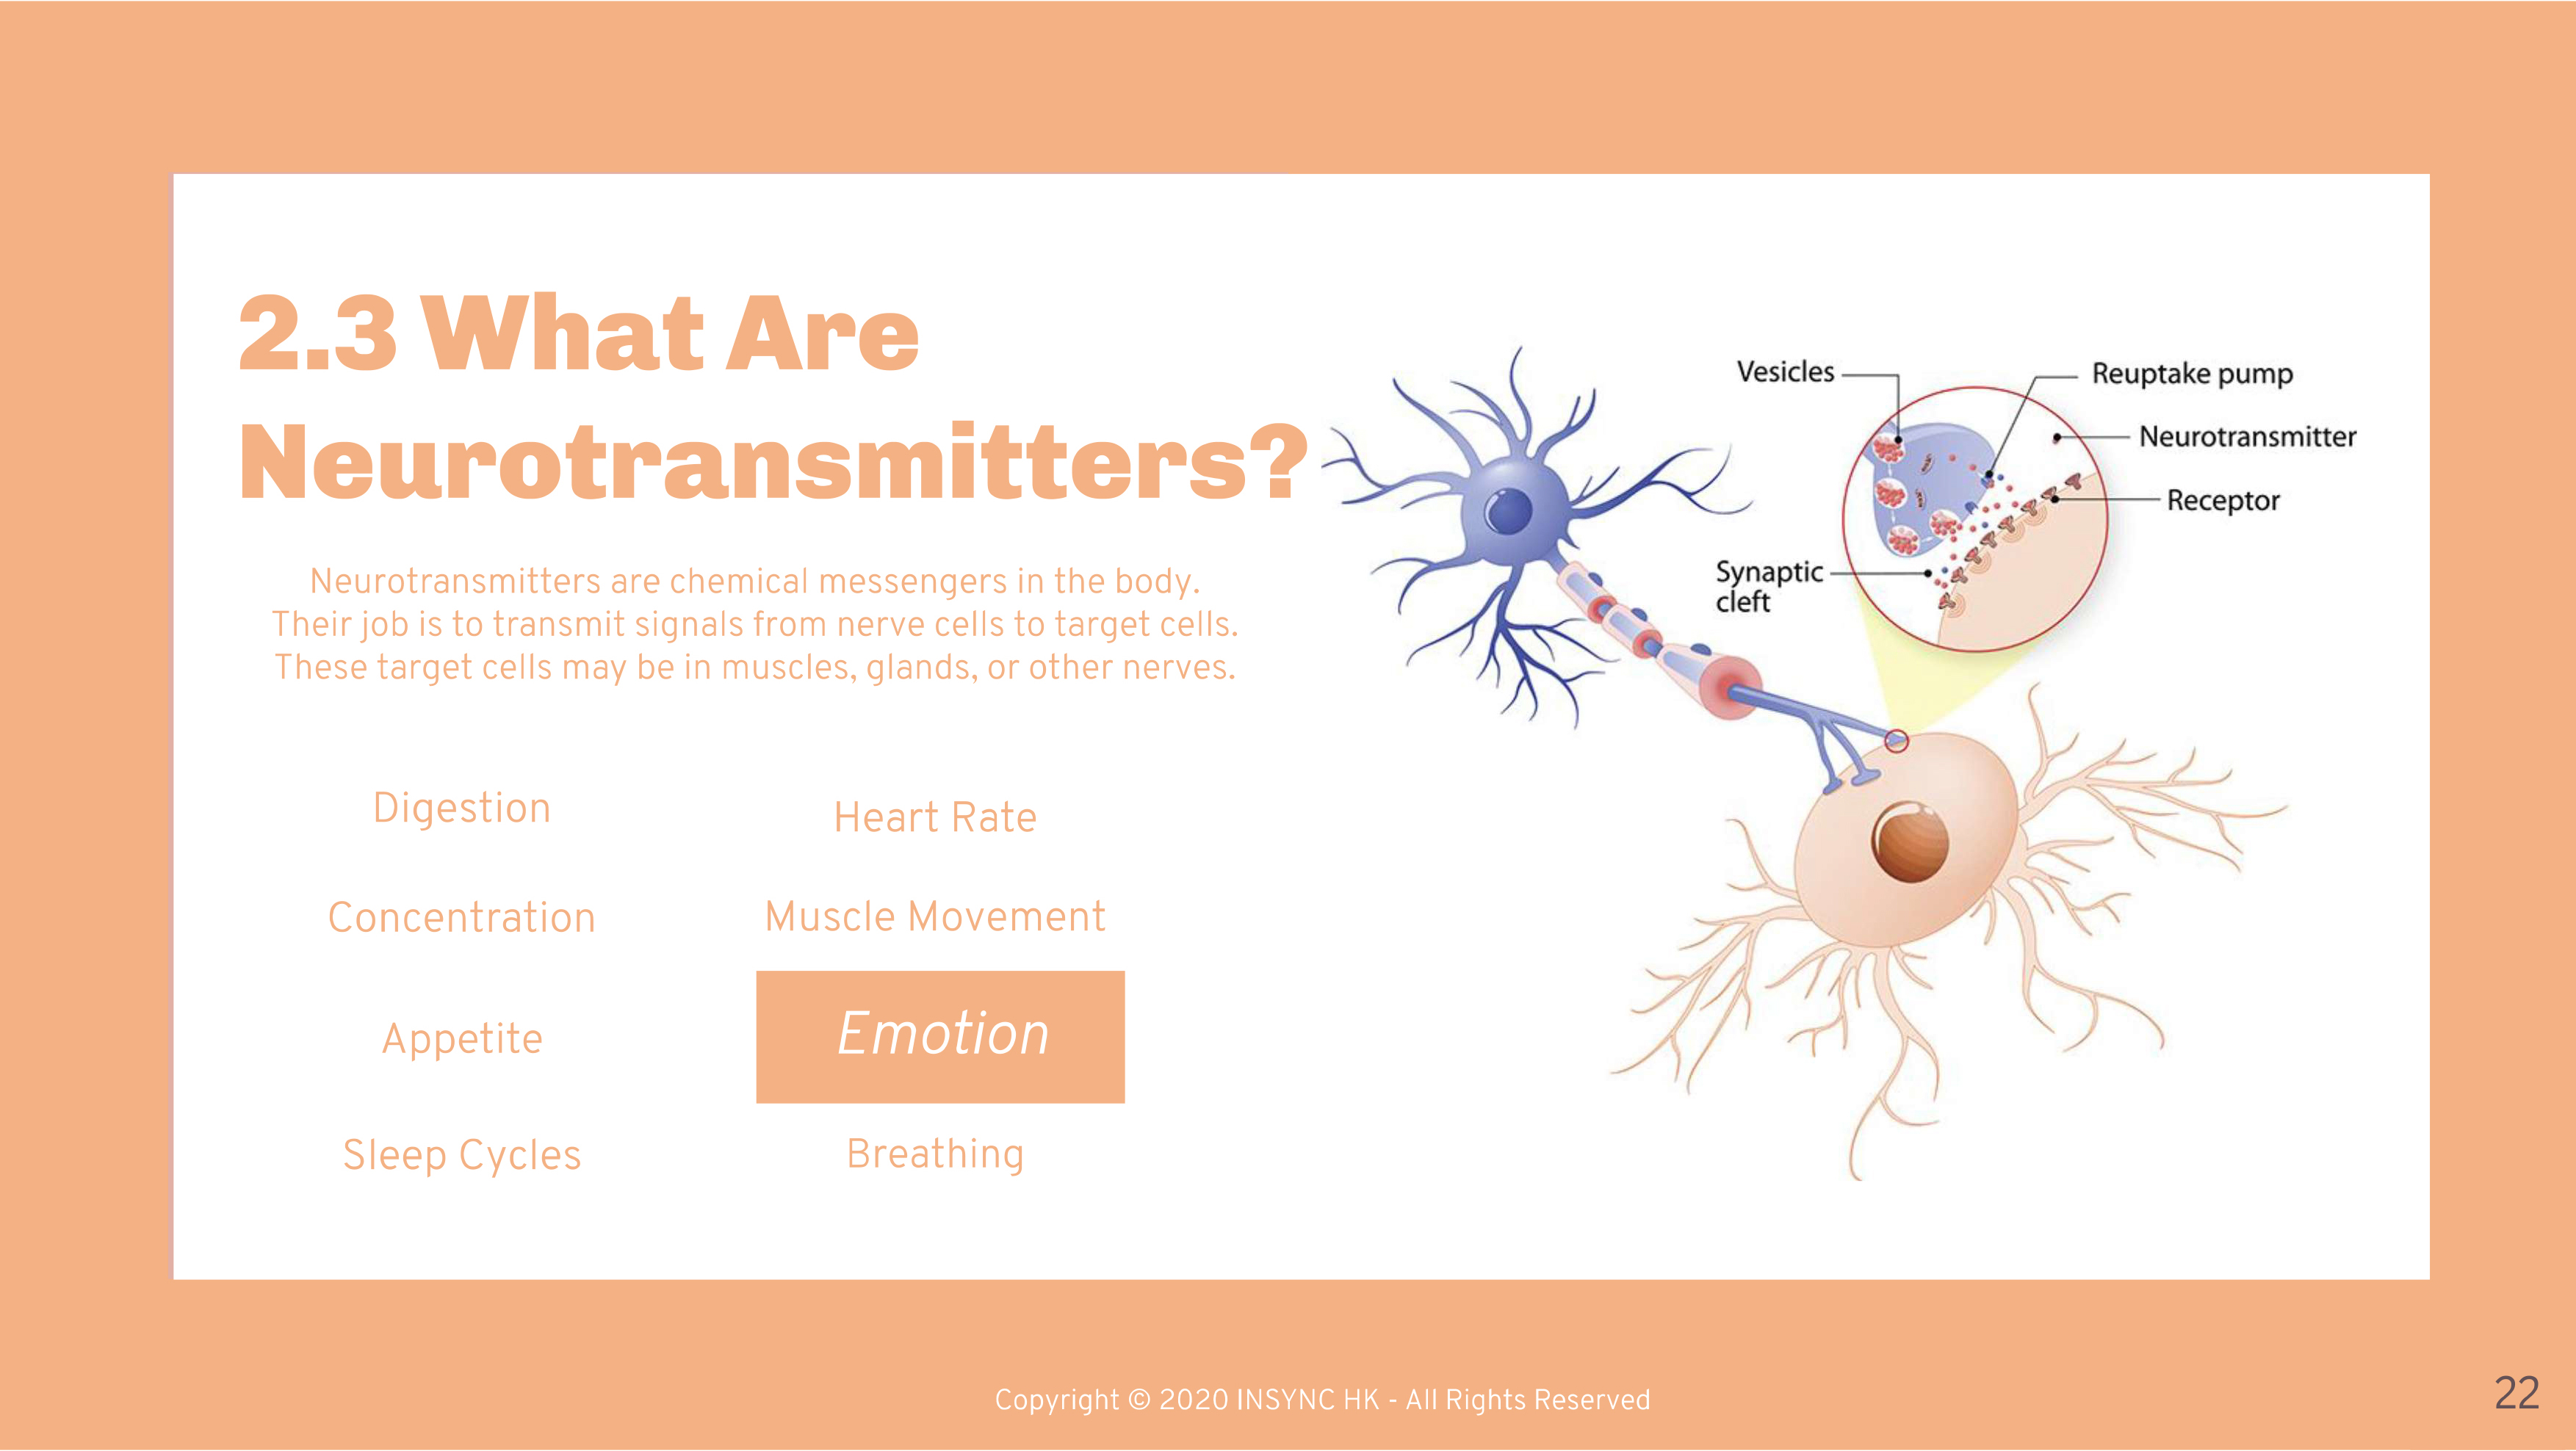 2.3 What Are
Neurotransmitters?
Neurotransmitters are chemical messengers in the body.
Their job is to transmit signals from nerve cells to target cells.
These target cells may be in muscles, glands, or other nerves.
Digestion
Heart Rate
Concentration
Muscle Movement
Appetite
Emotion
Sleep Cycles
Breathing
Vesicles
Reuptake pump
Neurotransmitter
Receptor
Synaptic
cleft
Copyright © 2020 INSYNC HK - All Rights Reserved
22